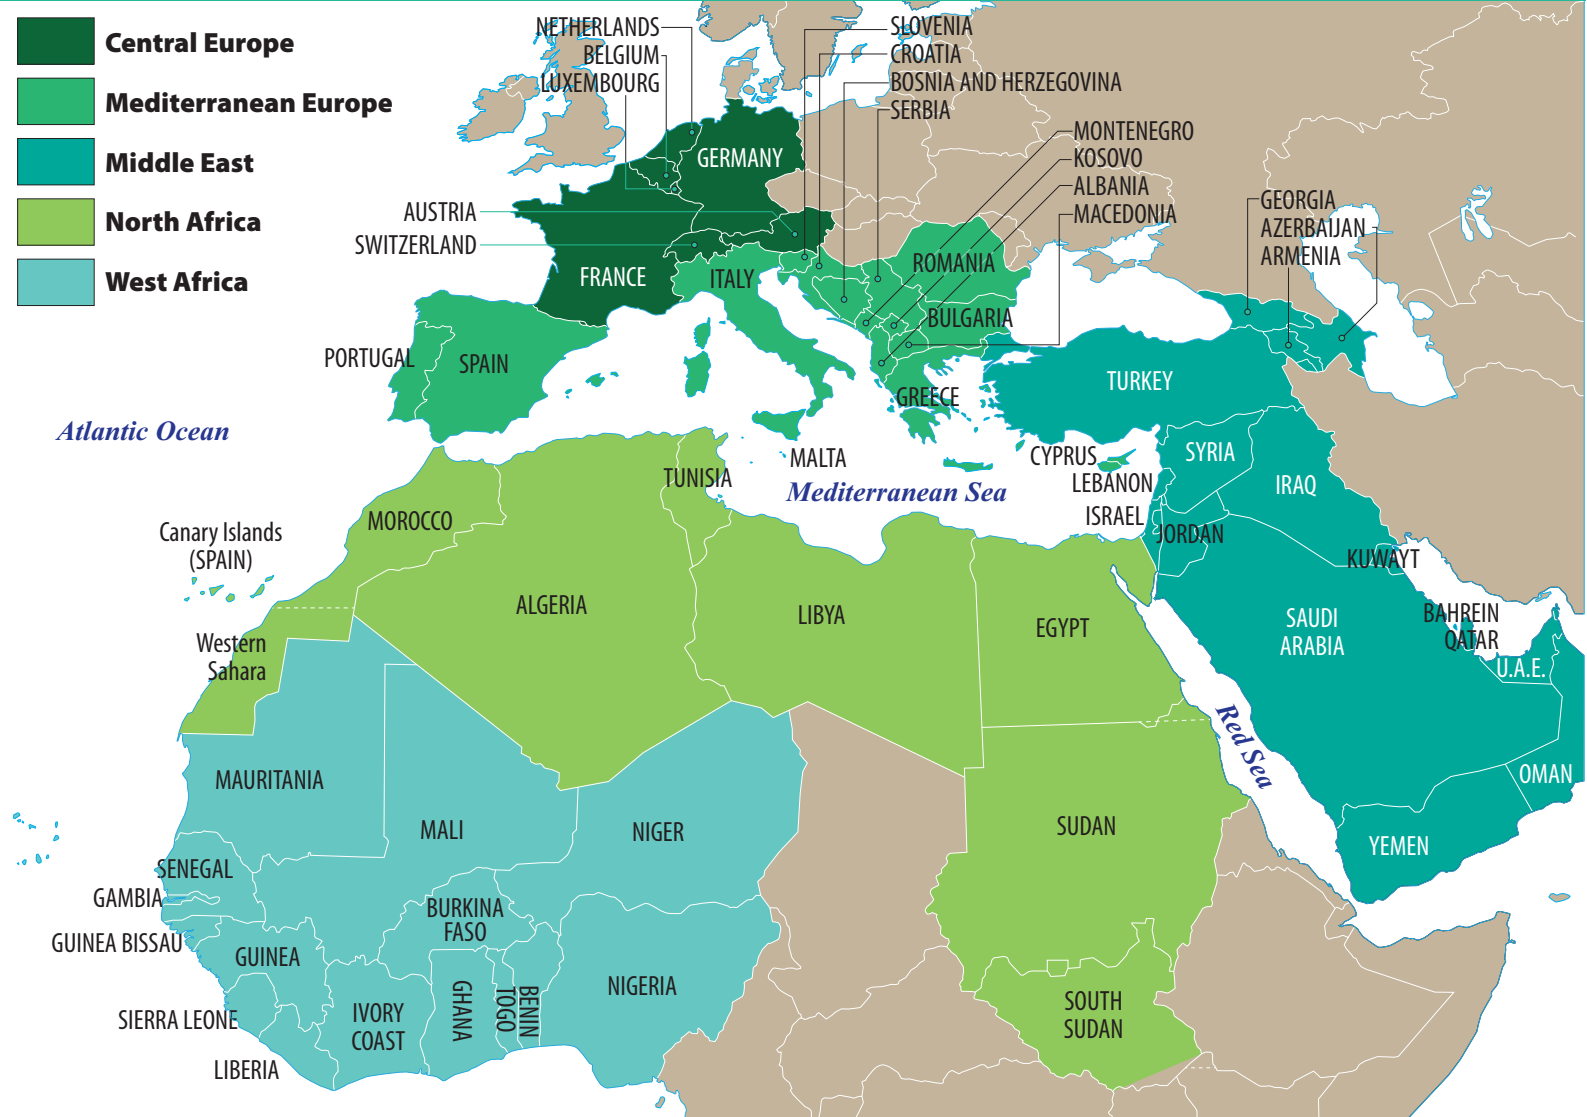 Central Europe
Mediterranean Europe
Middle East
North Africa
West Africa
NETHERLANDS
BELGIUM
LUXEMBOURG
SLOVENIA
CROATIA
BOSNIA AND HERZEGOVINA
SERBIA
MONTENEGRO
KOSOVO
ALBANIA
MACEDONIA
GERMANY
AUSTRIA
SWITZERLAND
GEORGIA
AZERBAIJAN
ARMENIA
FRANCE
ITALY
ROMANIA
BULGARIA
PORTUGAL
SPAIN
GREECE
TURKEY
Atlantic Ocean
MALTA
Mediterranean Sea
CYPRUS
LEBANON
ISRAEL
SYRIA
IRAQ
JORDAN
KUWAYT
TUNISIA
MOROCCO
Canary Islands
(SPAIN)
ALGERIA
LIBYA
EGYPT
SAUDI
ARABIA
BAHREIN
QATAR
U.A.E.
Western
Sahara
Red Sea
OMAN
YEMEN
MAURITANIA
MALI
NIGER
SUDAN
SENEGAL
GAMBIA
GUINEA BISSAU
GUINEA
BURKINA
FASO
SIERRA LEONE
LIBERIA
IVORY
COAST
GHANA
TOGO
BENIN
NIGERIA
SOUTH
SUDAN